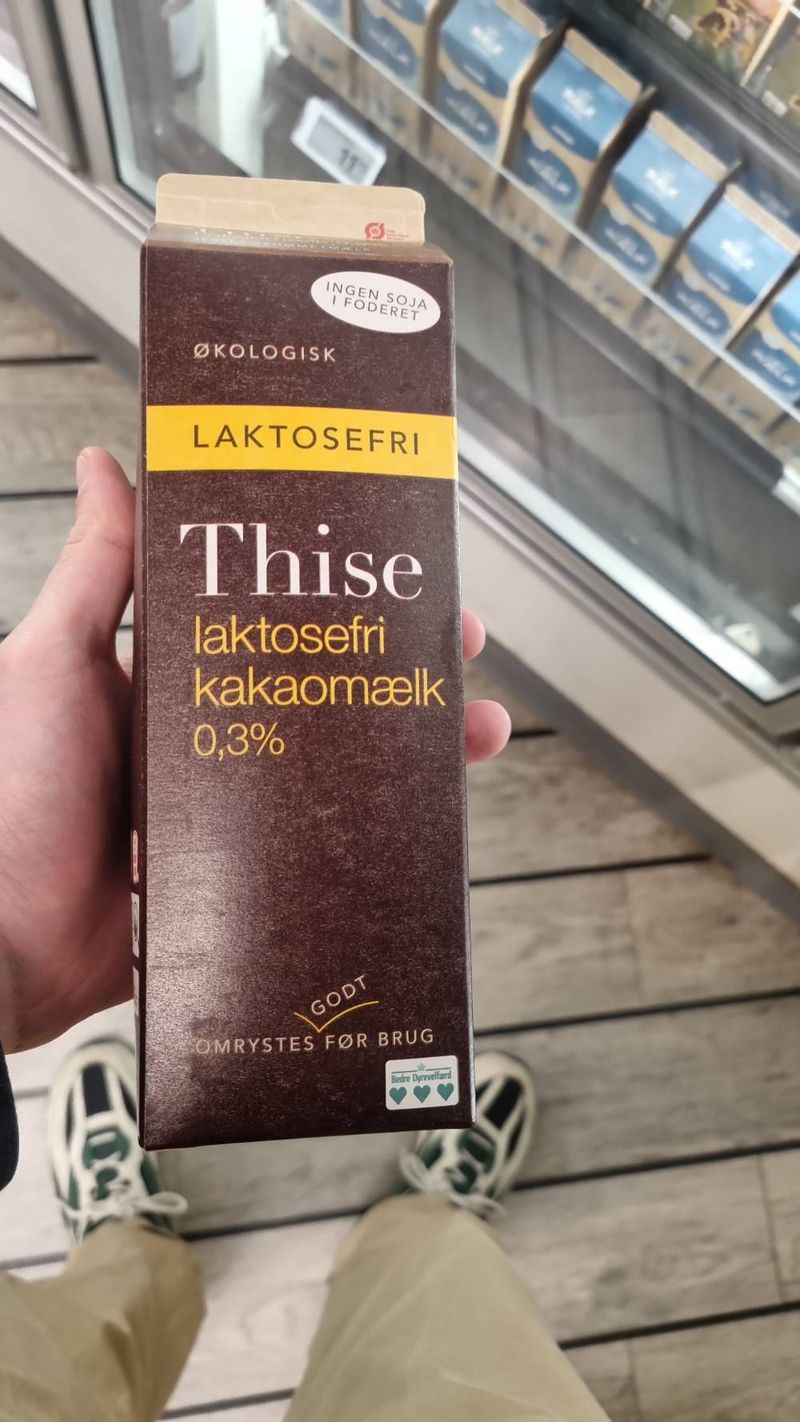 INGEN SOJA
I FODERET
ØKOLOGISK
LAKTOSEFRI
Thise
laktosefri
kakaomælk
0,3%
GODT
OMRYSTES FØR BRUG
Bedre Dyrevelfærd